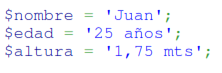 $nombre = 'Juan';
$edad = '25 años';
$altura = '1,75 mts';